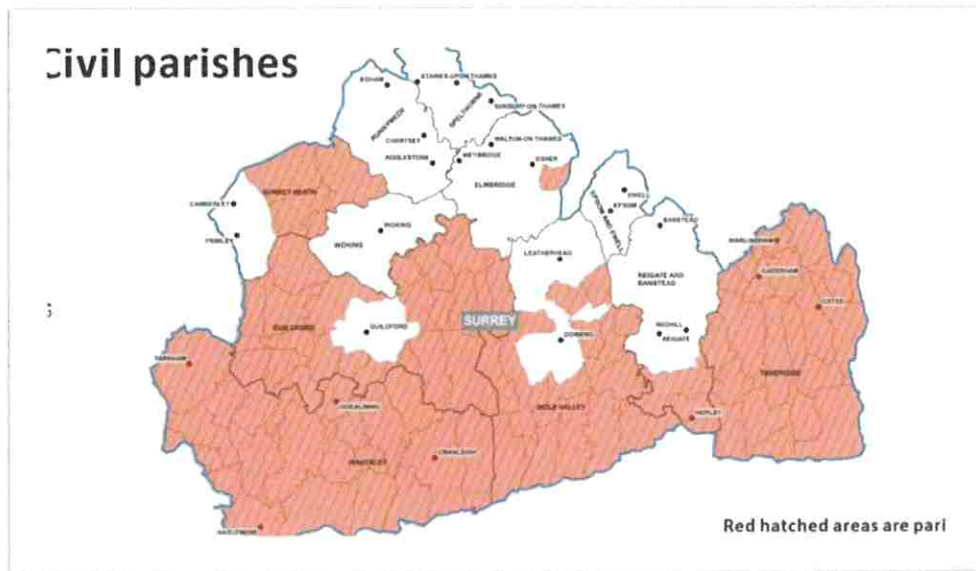 Civil parishes
STAINES-UPON-THAMES
EGHAM
SPELTHORNE
SUNBURY-ON-THAMES
RUNNYMEDE
CHERTSEY
WALTON-ON-THAMES
ADDLESTONE
WEYBRIDGE
ESHER
ELMBRIDGE
SURREY HEATH
EWELL
EPSOM
EPSOM AND EWELL
CAMBERLEY
BANSTEAD
FRIMLEY
WOKING
WOKING
WARLINGHAM
LEATHERHEAD
REIGATE AND
BANSTEAD
CATERHAM
OXTED
SURREY
GUILDFORD
GUILDFORD
REDHILL
REIGATE
DORKING
FARNHAM
TANDRIDGE
GODALMING
MOLE VALLEY
HORLEY
WAVERLEY
CRANLEIGH
HASLEMERE
Red hatched areas are pari
s